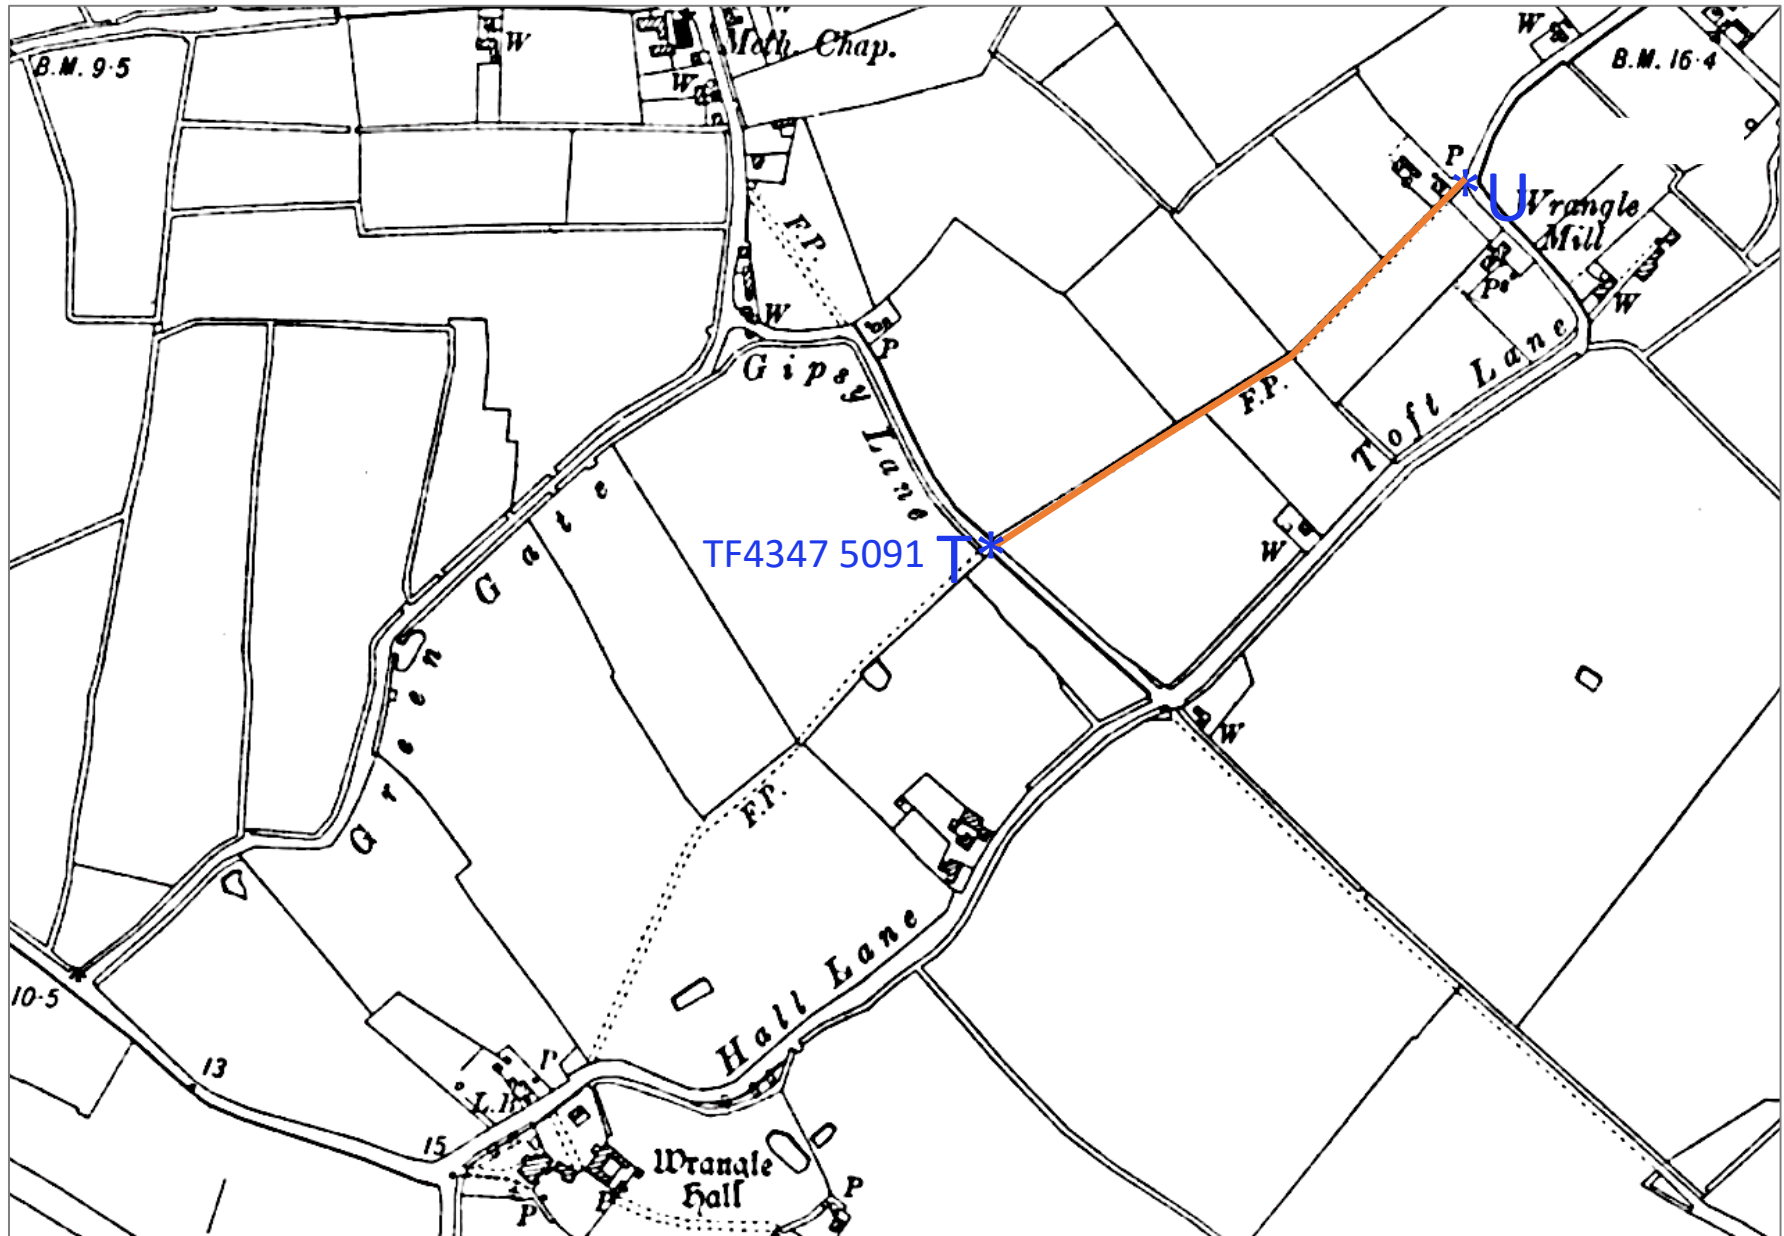 W
Meth. Chap.
W
B.M. 16·4
B.M. 9·5
W
W
P
U
Wrangle
Mill
F.P.
Ps
W
W
P
Gipsy Lane
Toft Lane
F.P.
TF4347 5091 T
W
Green Gate
W
F.P.
Hall Lane
10·5
13
P
15
Wrangle
Hall
P
P
P